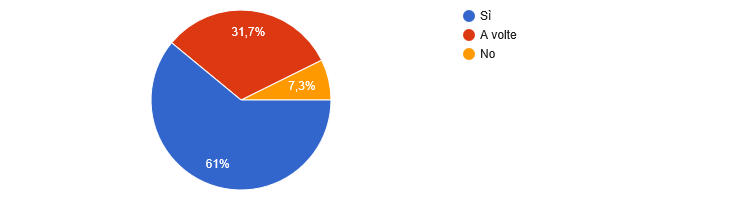 31,7%
7,3%
61%
Sì
A volte
No